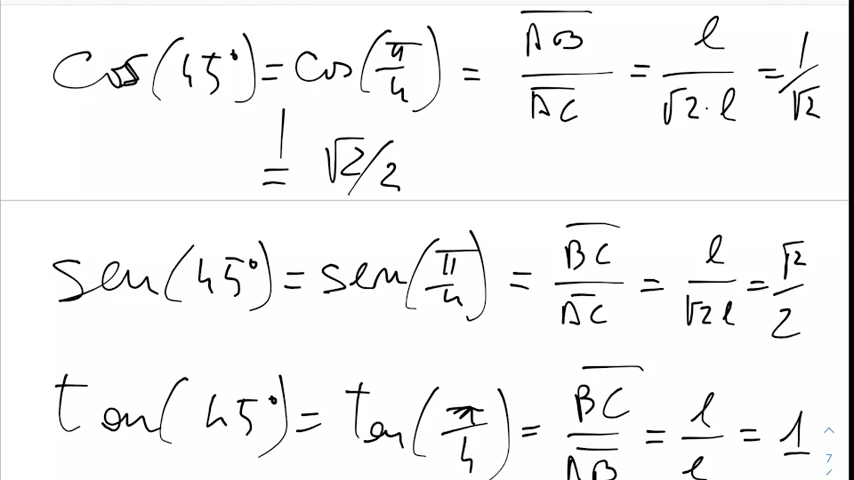 cos(45°) = cos(π/4) = AB/AC = l/√2·l = 1/√2
= √2/2
sen(45°) = sen(π/4) = BC/AC = l/√2l = √2/2
tan(45°) = tan(π/4) = BC/AB = l/l = 1
7